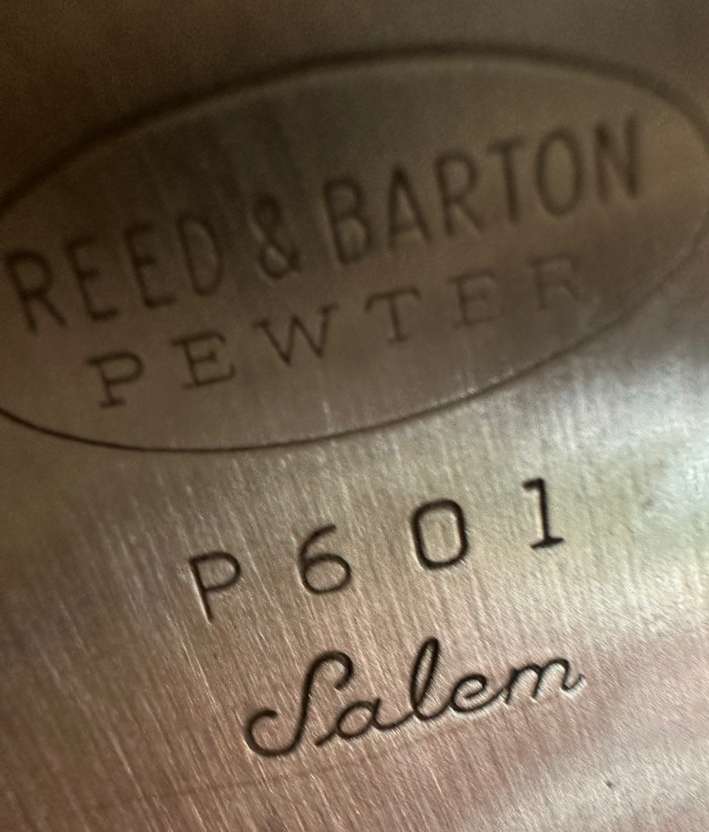 REED & BARTON
PEWTER
P601
Salem